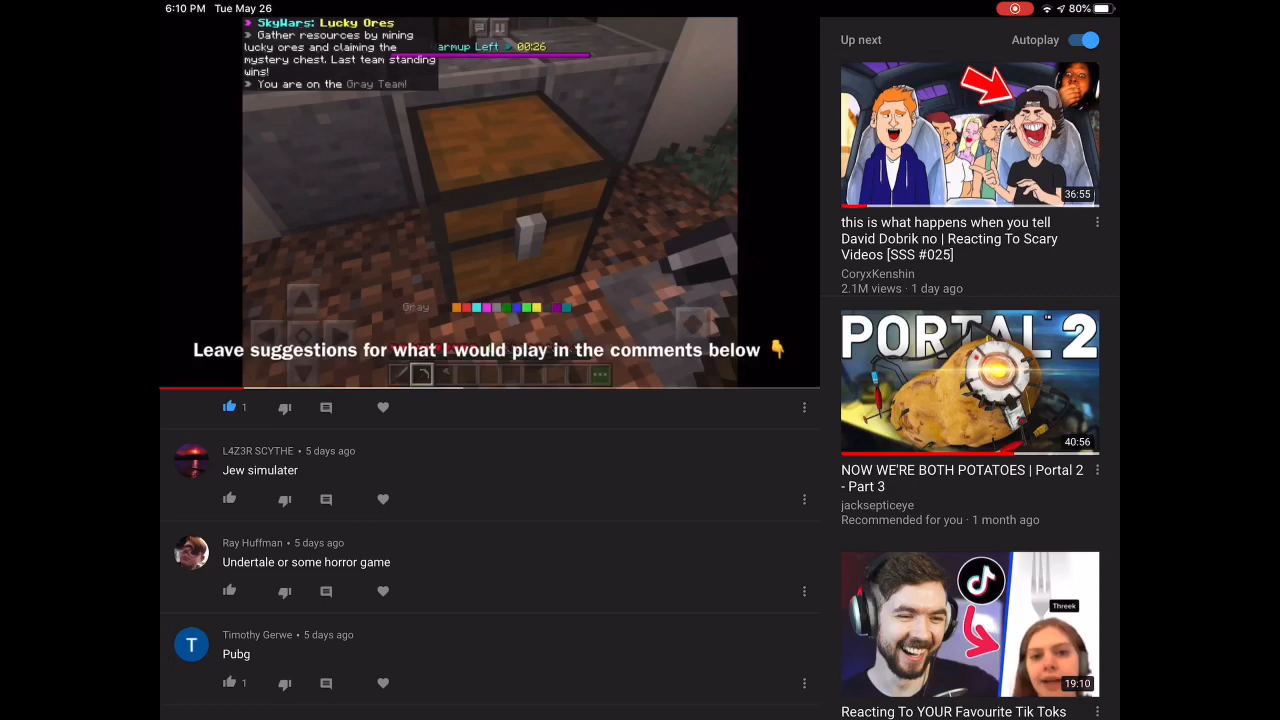 6:10 PM Tue May 26
80%
SkyWars: Lucky Ores
» Gather resources by mining
lucky ores and claiming the
mystery chest. Last team standing
wins!
» You are on the Gray Team!
armup Left > 00:26
Gray
Leave suggestions for what I would play in the comments below 👇
1
L4Z3R SCYTHE • 5 days ago
Jew simulater
Ray Huffman • 5 days ago
Undertale or some horror game
T
Timothy Gerwe • 5 days ago
Pubg
1
Up next
Autoplay
36:55
this is what happens when you tell
David Dobrik no | Reacting To Scary
Videos [SSS #025]
CoryxKenshin
2.1M views · 1 day ago
PORTAL 2
40:56
NOW WE'RE BOTH POTATOES | Portal 2
- Part 3
jacksepticeye
Recommended for you · 1 month ago
Threek
19:10
Reacting To YOUR Favourite Tik Toks